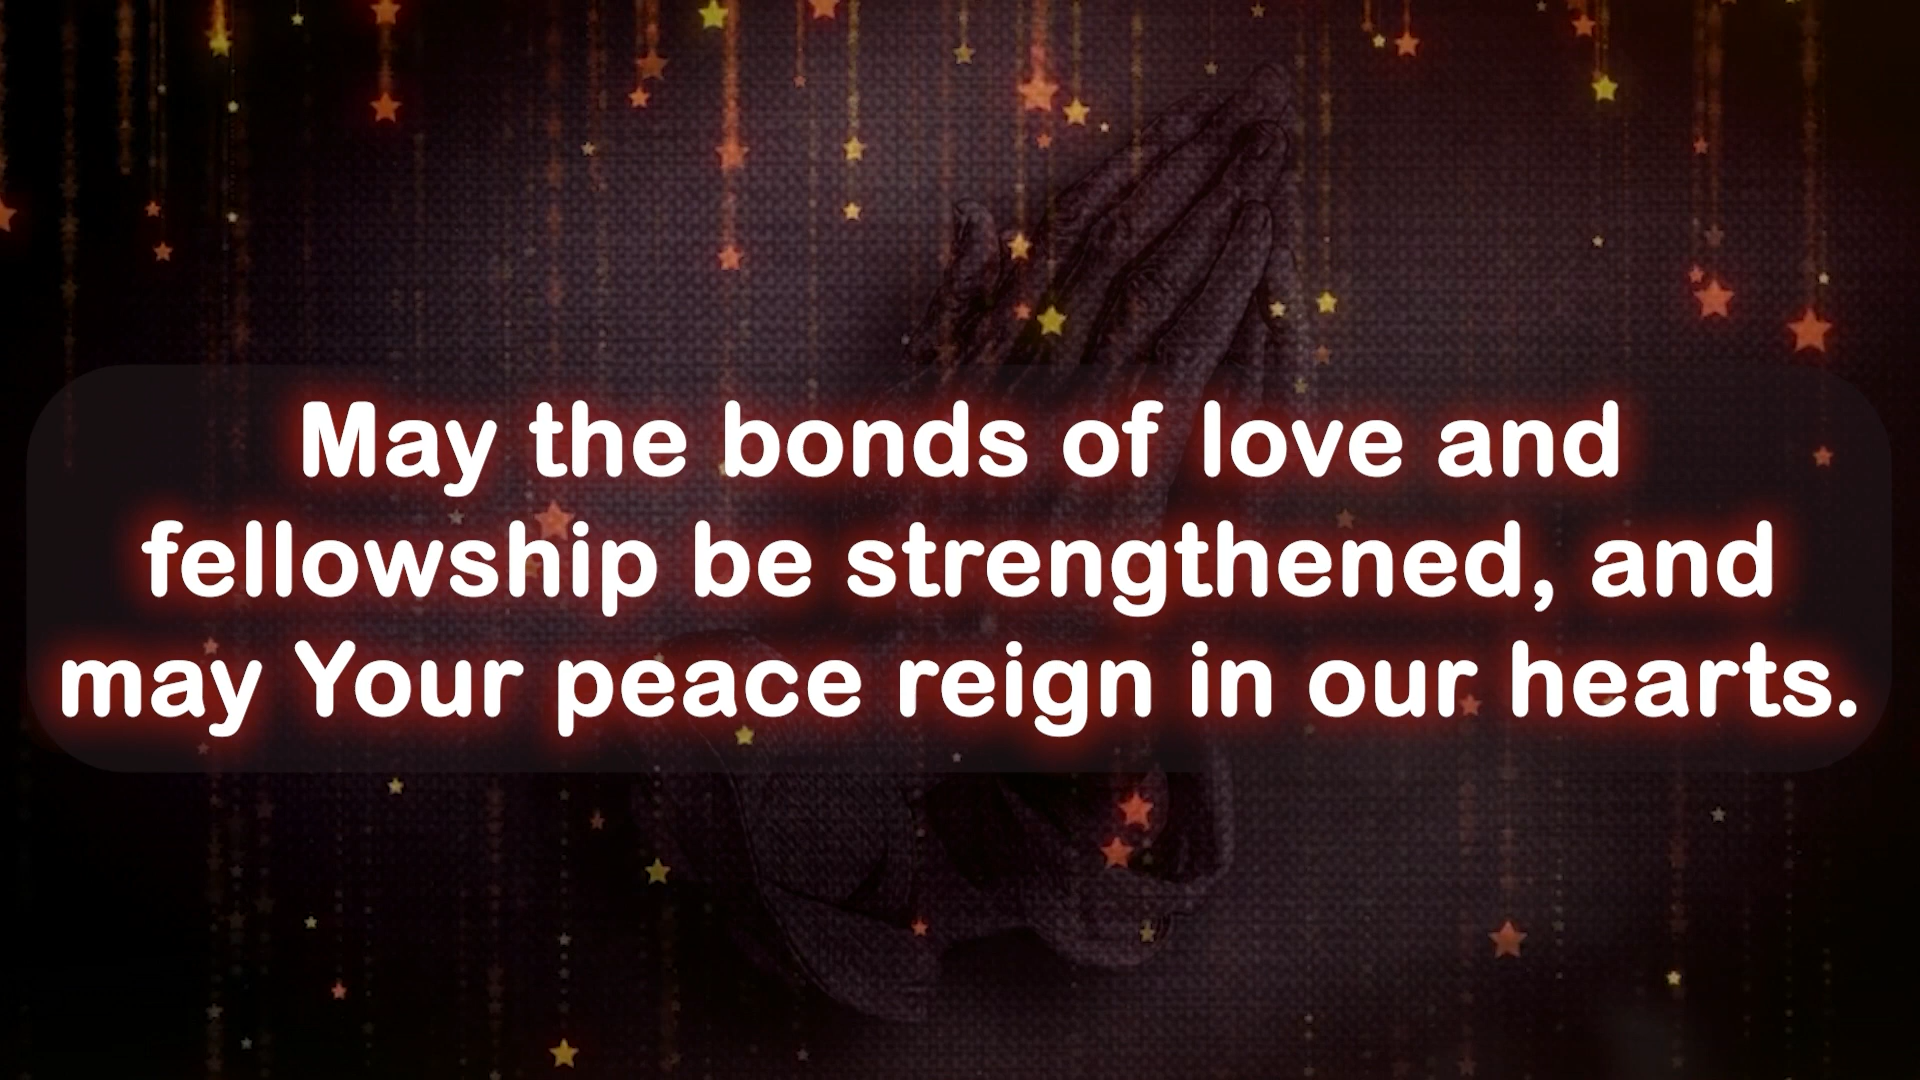 May the bonds of love and
fellowship be strengthened, and
may Your peace reign in our hearts.